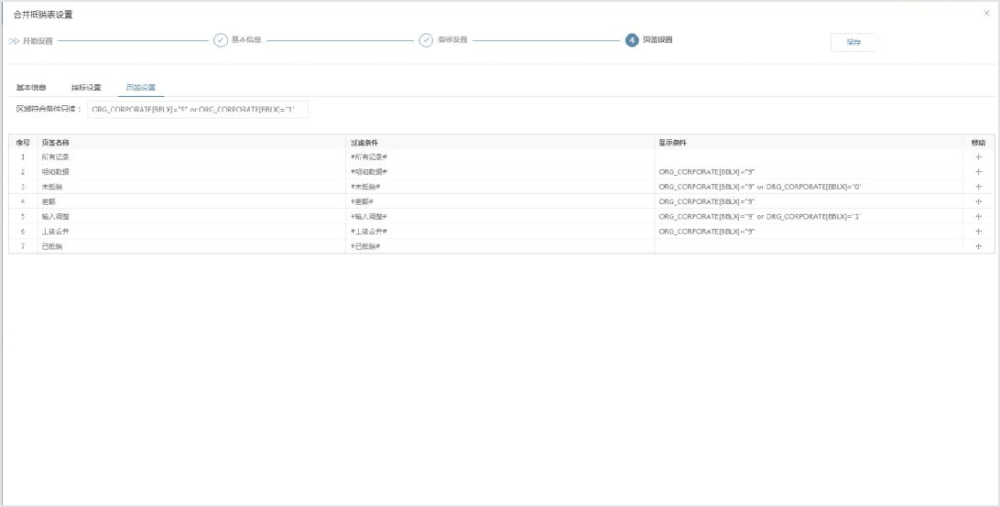 合并抵销表设置
开始设置 基本信息 指标设置 4 页签设置 保存
基本信息 指标设置 页签设置
区域符合条件只读： ORG_CORPORATE[BBLX]="9" or ORG_CORPORATE[BBLX]="1"
序号 页签名称 过滤条件 显示条件 移动
1 所有记录 #所有记录#
2 明细数据 #明细数据# ORG_CORPORATE[BBLX]="9"
3 未抵销 #未抵销# ORG_CORPORATE[BBLX]="9" or ORG_CORPORATE[BBLX]="0"
4 差额 #差额# ORG_CORPORATE[BBLX]="9"
5 输入调整 #输入调整# ORG_CORPORATE[BBLX]="9" or ORG_CORPORATE[BBLX]="1"
6 上级合并 #上级合并# ORG_CORPORATE[BBLX]="9"
7 已抵销 #已抵销#